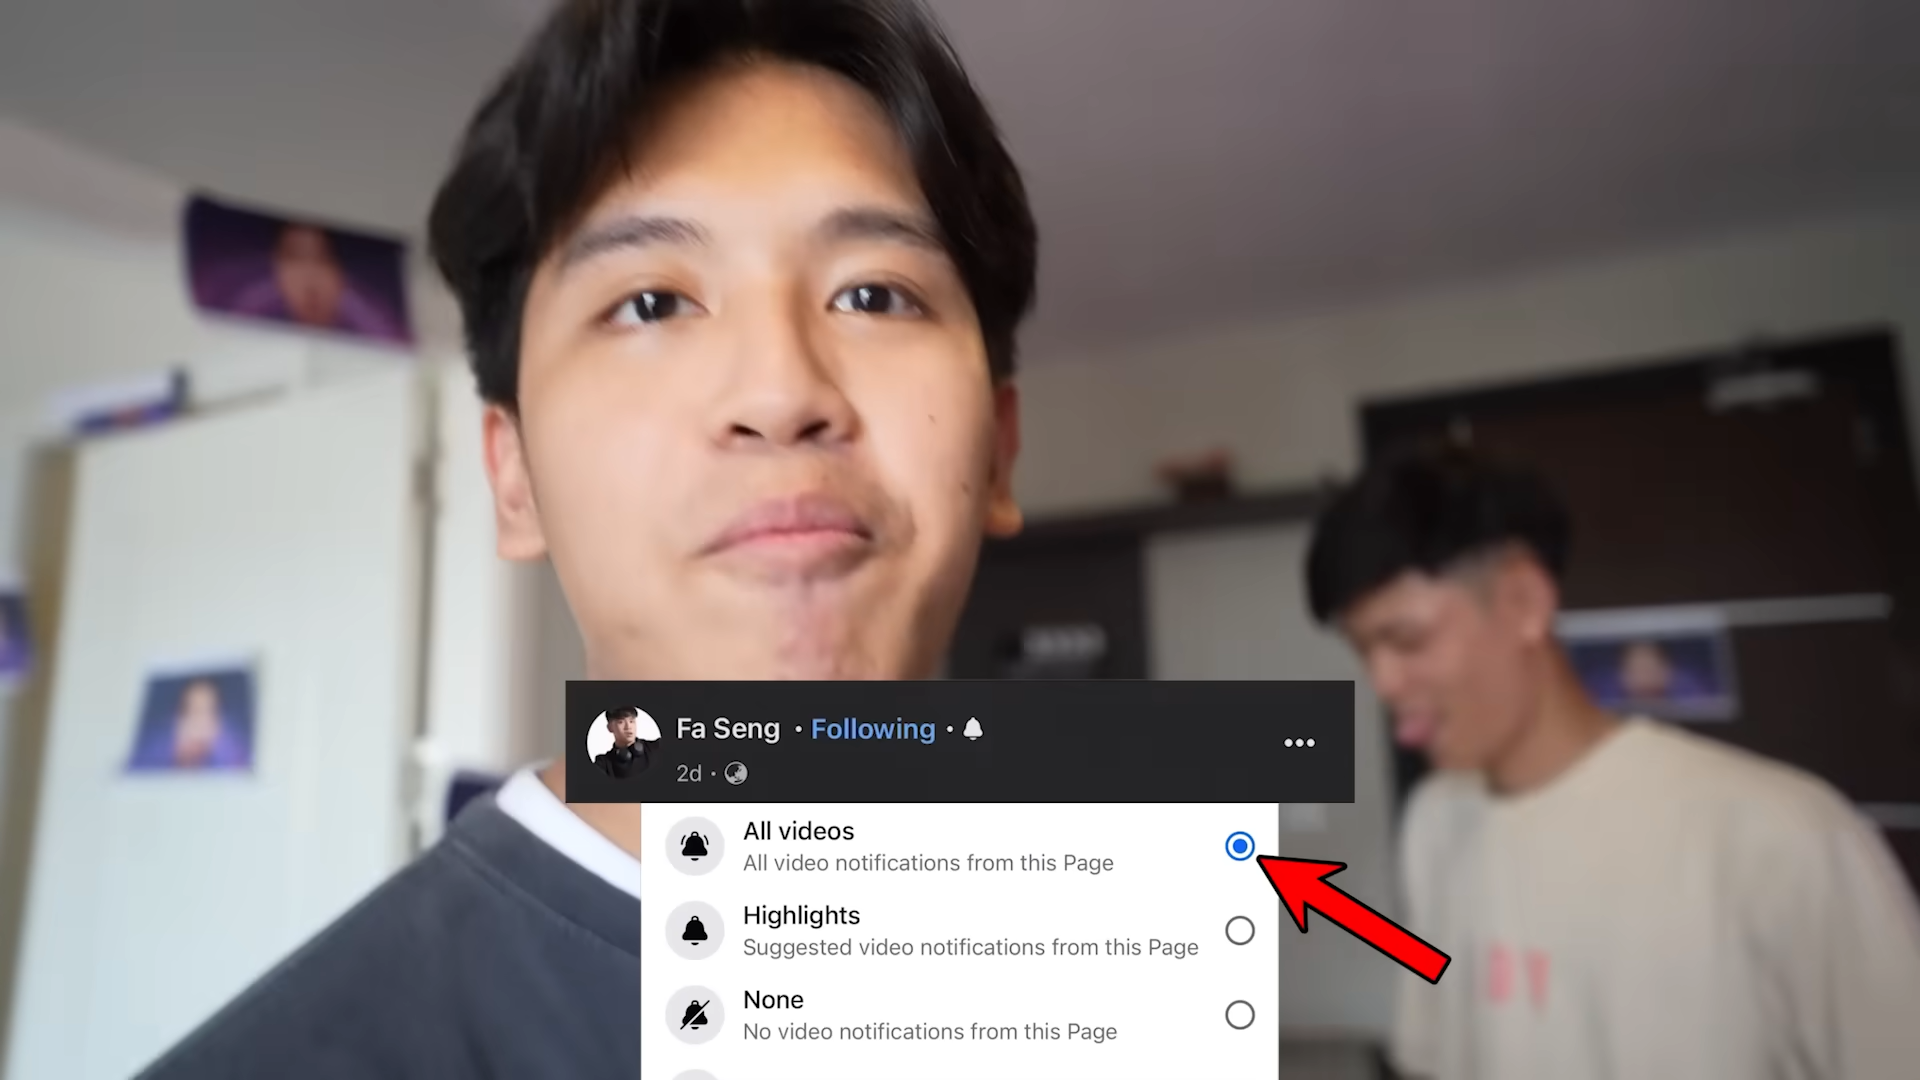 Fa Seng · Following ·
2d ·
All videos
All video notifications from this Page
Highlights
Suggested video notifications from this Page
None
No video notifications from this Page